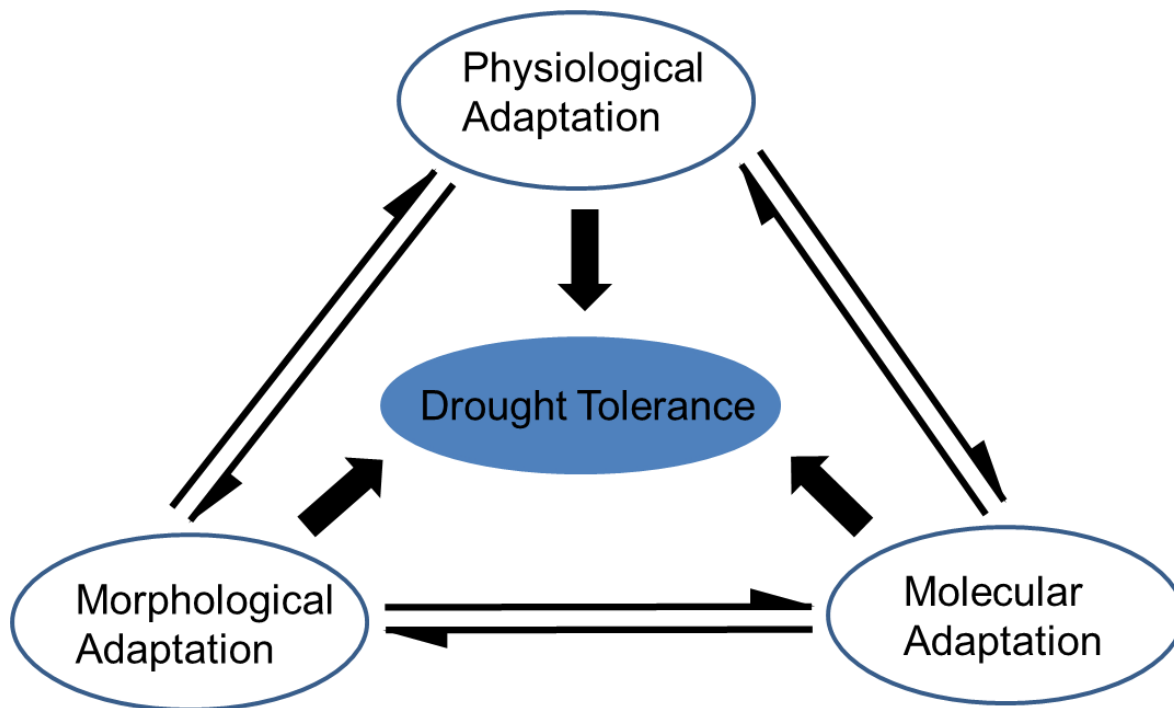 Physiological
Adaptation
Drought Tolerance
Morphological
Adaptation
Molecular
Adaptation